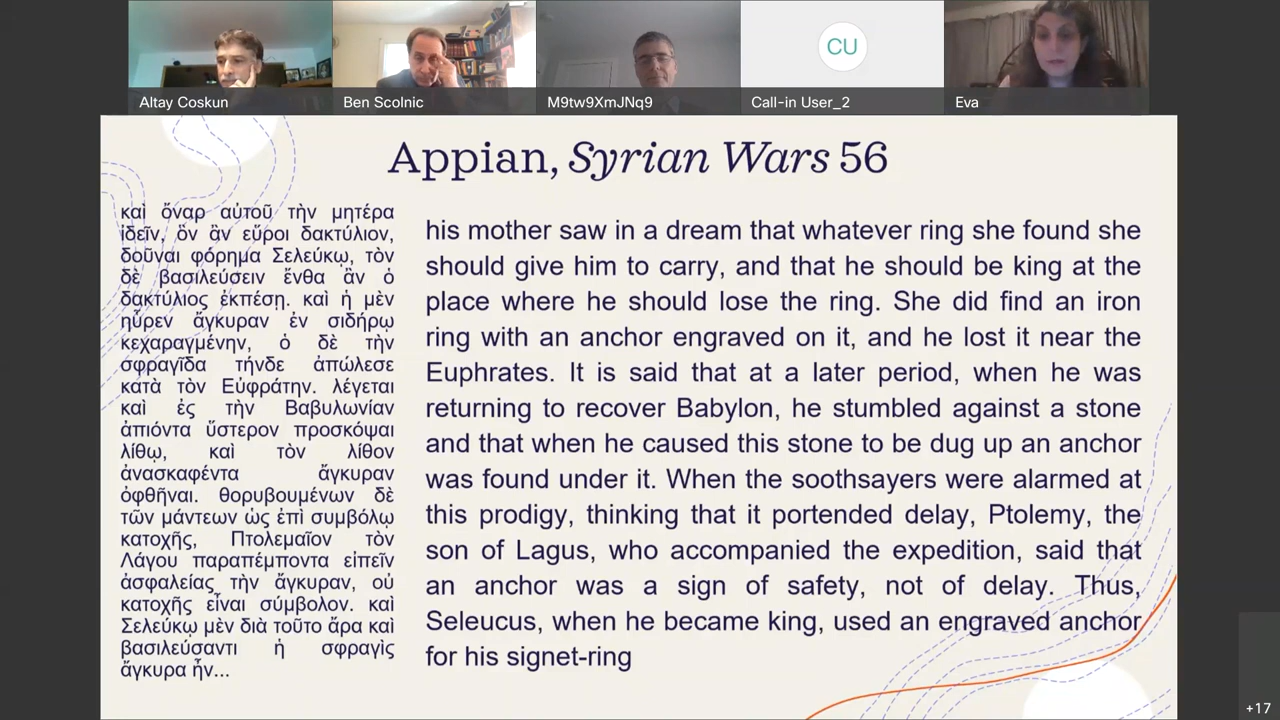 Altay Coskun
Ben Scolnic
M9tw9XmJNq9
CU
Call-in User_2
Eva
Appian, Syrian Wars 56
καὶ ὄναρ αὐτοῦ τὴν μητέρα
ἰδεῖν, ὃν ἂν εὕροι δακτύλιον,
δοῦναι φόρημα Σελεύκῳ, τὸν
δὲ βασιλεύσειν ἔνθα ἂν ὁ
δακτύλιος ἐκπέσῃ. καὶ ἡ μὲν
ηὗρεν ἄγκυραν ἐν σιδήρῳ
κεχαραγμένην, ὁ δὲ τὴν
σφραγῖδα τήνδε ἀπώλεσε
κατὰ τὸν Εὐφράτην. λέγεται
καὶ ἐς τὴν Βαβυλωνίαν
ἀπιόντα ὕστερον προσκόψαι
λίθῳ, καὶ τὸν λίθον
ἀνασκαφέντα ἄγκυραν
ὀφθῆναι. θορυβουμένων δὲ
τῶν μάντεων ὡς ἐπὶ συμβόλῳ
κατοχῆς, Πτολεμαῖον τὸν
Λάγου παραπέμποντα εἰπεῖν
ἀσφαλείας τὴν ἄγκυραν, οὐ
κατοχῆς εἶναι σύμβολον. καὶ
Σελεύκῳ μὲν διὰ τοῦτο ἄρα καὶ
βασιλεύσαντι ἡ σφραγὶς
ἄγκυρα ἦν...
his mother saw in a dream that whatever ring she found she
should give him to carry, and that he should be king at the
place where he should lose the ring. She did find an iron
ring with an anchor engraved on it, and he lost it near the
Euphrates. It is said that at a later period, when he was
returning to recover Babylon, he stumbled against a stone
and that when he caused this stone to be dug up an anchor
was found under it. When the soothsayers were alarmed at
this prodigy, thinking that it portended delay, Ptolemy, the
son of Lagus, who accompanied the expedition, said that
an anchor was a sign of safety, not of delay. Thus,
Seleucus, when he became king, used an engraved anchor
for his signet-ring
+17